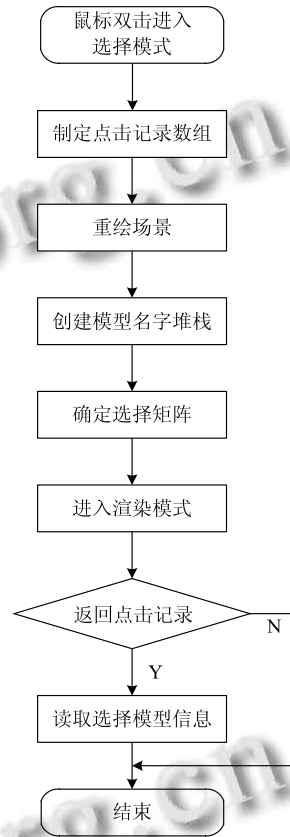 鼠标双击进入
选择模式
制定点击记录数组
重绘场景
创建模型名字堆栈
确定选择矩阵
进入渲染模式
返回点击记录
N
Y
读取选择模型信息
结束